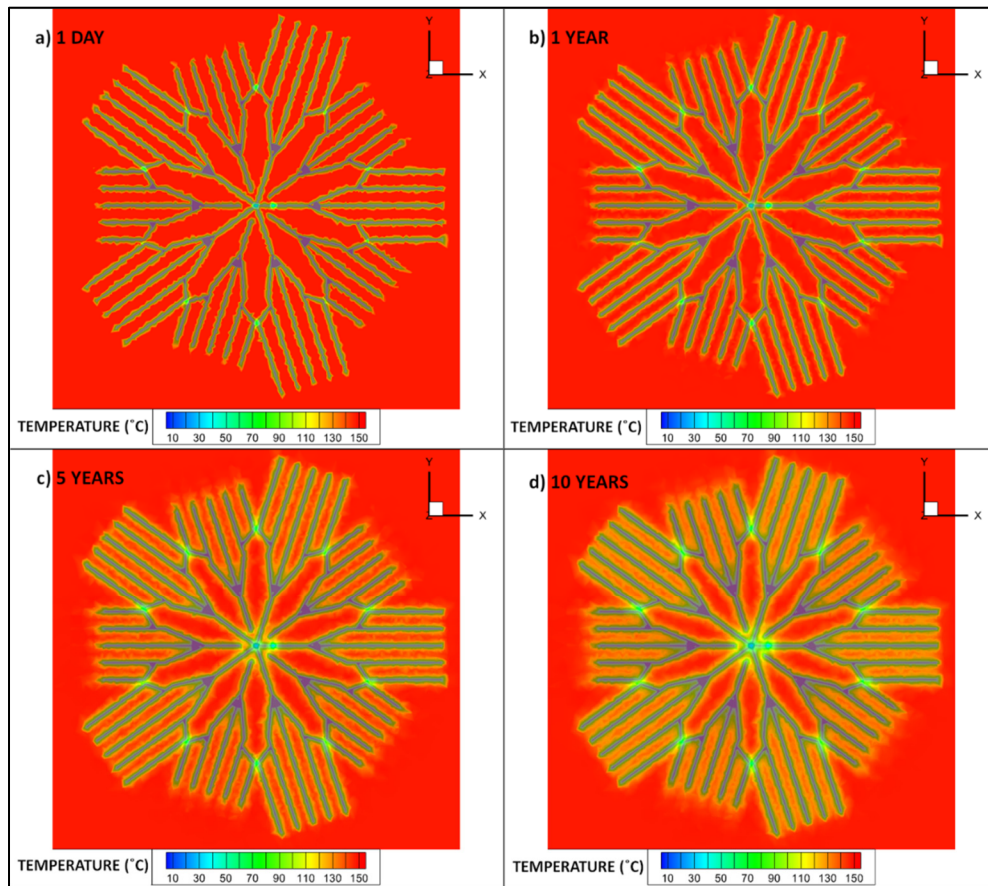 a) 1 DAY
Y
Z X
TEMPERATURE (˚C)
10 30 50 70 90 110 130 150
b) 1 YEAR
Y
Z X
TEMPERATURE (˚C)
10 30 50 70 90 110 130 150
c) 5 YEARS
Y
Z X
TEMPERATURE (˚C)
10 30 50 70 90 110 130 150
d) 10 YEARS
Y
Z X
TEMPERATURE (˚C)
10 30 50 70 90 110 130 150